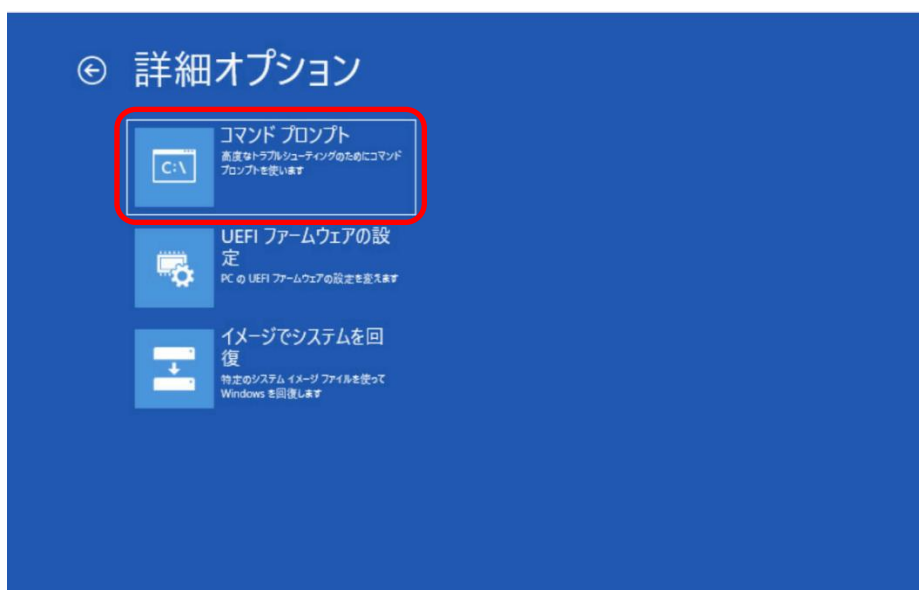 詳細オプション
コマンド プロンプト
高度なトラブルシューティングのためにコマンド
プロンプトを使います
C:\
UEFI ファームウェアの設
定
PC の UEFI ファームウェアの設定を変えます
イメージでシステムを回
復
特定のシステム イメージ ファイルを使って
Windows を回復します